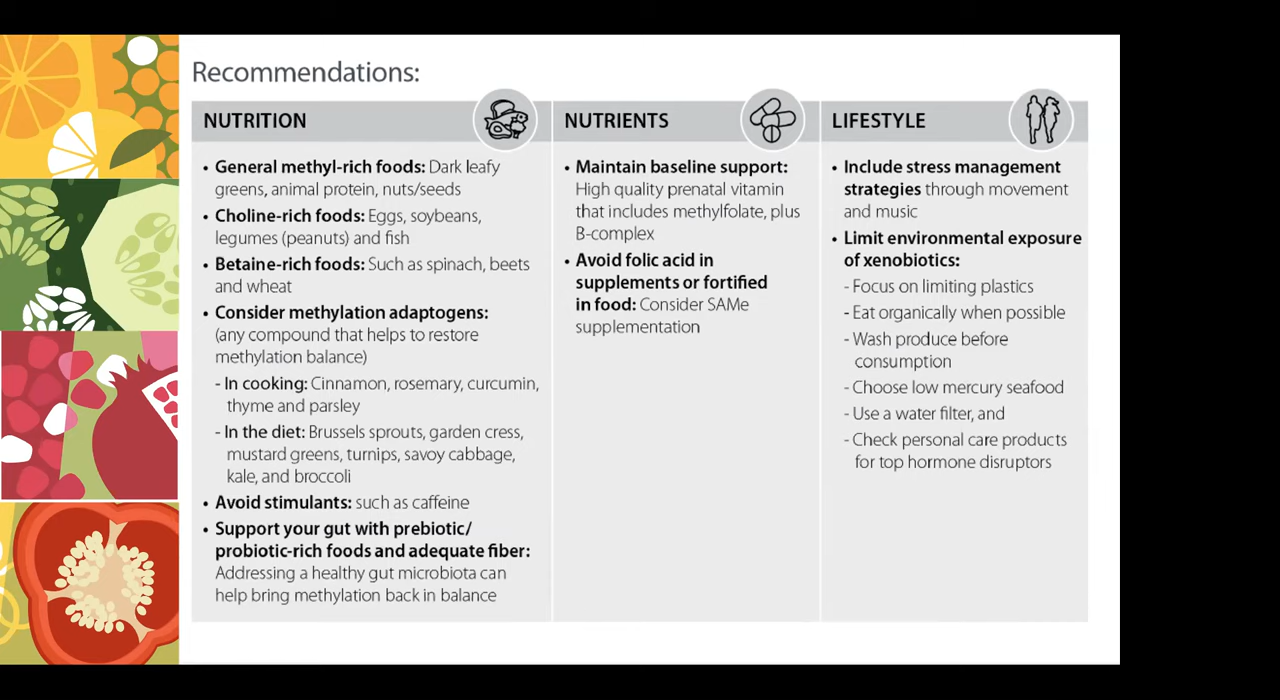 Recommendations:
NUTRITION
• General methyl-rich foods: Dark leafy
greens, animal protein, nuts/seeds
• Choline-rich foods: Eggs, soybeans,
legumes (peanuts) and fish
• Betaine-rich foods: Such as spinach, beets
and wheat
• Consider methylation adaptogens:
(any compound that helps to restore
methylation balance)
- In cooking: Cinnamon, rosemary, curcumin,
thyme and parsley
- In the diet: Brussels sprouts, garden cress,
mustard greens, turnips, savoy cabbage,
kale, and broccoli
• Avoid stimulants: such as caffeine
• Support your gut with prebiotic/
probiotic-rich foods and adequate fiber:
Addressing a healthy gut microbiota can
help bring methylation back in balance
NUTRIENTS
• Maintain baseline support:
High quality prenatal vitamin
that includes methylfolate, plus
B-complex
• Avoid folic acid in
supplements or fortified
in food: Consider SAMe
supplementation
LIFESTYLE
• Include stress management
strategies through movement
and music
• Limit environmental exposure
of xenobiotics:
- Focus on limiting plastics
- Eat organically when possible
- Wash produce before
consumption
- Choose low mercury seafood
- Use a water filter, and
- Check personal care products
for top hormone disruptors